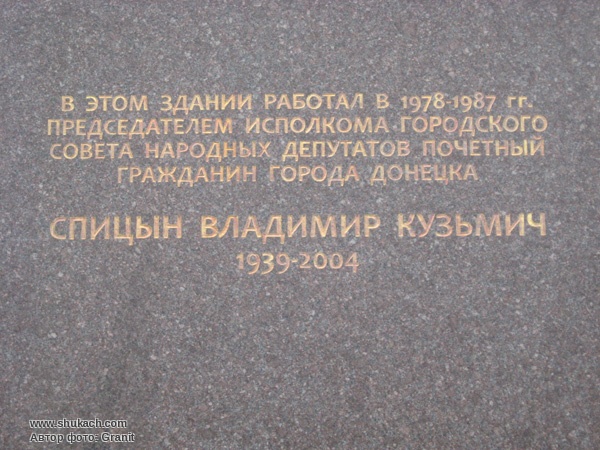 В ЭТОМ ЗДАНИИ РАБОТАЛ В 1978-1987 гг.
ПРЕДСЕДАТЕЛЕМ ИСПОЛКОМА ГОРОДСКОГО
СОВЕТА НАРОДНЫХ ДЕПУТАТОВ ПОЧЕТНЫЙ
ГРАЖДАНИН ГОРОДА ДОНЕЦКА
СПИЦЫН ВЛАДИМИР КУЗЬМИЧ
1939-2004
www.shukach.com
Автор фото: Granit